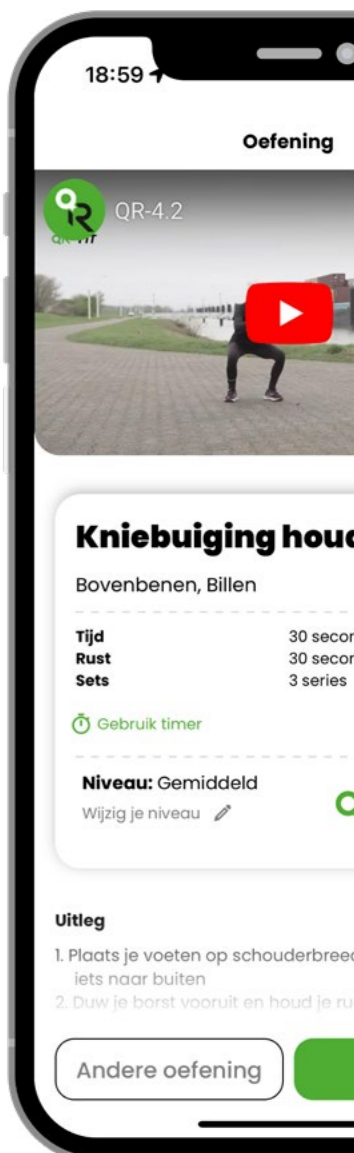 18:59
Oefening
QR-4.2
Kniebuiging houd
Bovenbenen, Billen
Tijd 30 secon
Rust 30 secon
Sets 3 series
Gebruik timer
Niveau: Gemiddeld
Wijzig je niveau
Uitleg
1. Plaats je voeten op schouderbreed
iets naar buiten
2. Duw je borst vooruit en houd je ru
Andere oefening